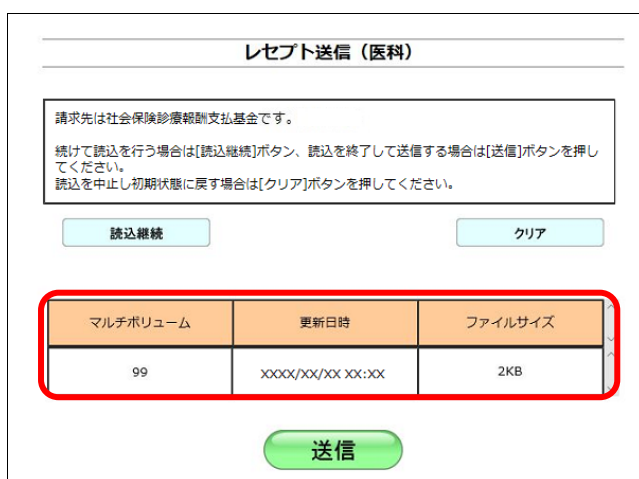 レセプト送信（医科）
請求先は社会保険診療報酬支払基金です。
続けて読込を行う場合は[読込継続]ボタン、読込を終了して送信する場合は[送信]ボタンを押し
てください。
読込を中止し初期状態に戻す場合は[クリア]ボタンを押してください。
読込継続 クリア
マルチボリューム 更新日時 ファイルサイズ
99 XXXX/XX/XX XX:XX 2KB
送信